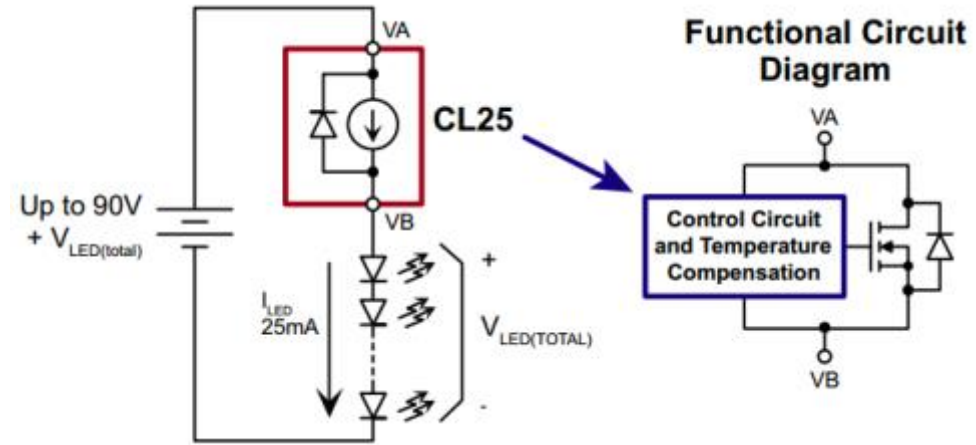 VA
CL25
VB
Up to 90V
+ VLED(total)
ILED
25mA
+
VLED(TOTAL)
-
Functional Circuit
Diagram
VA
Control Circuit
and Temperature
Compensation
VB